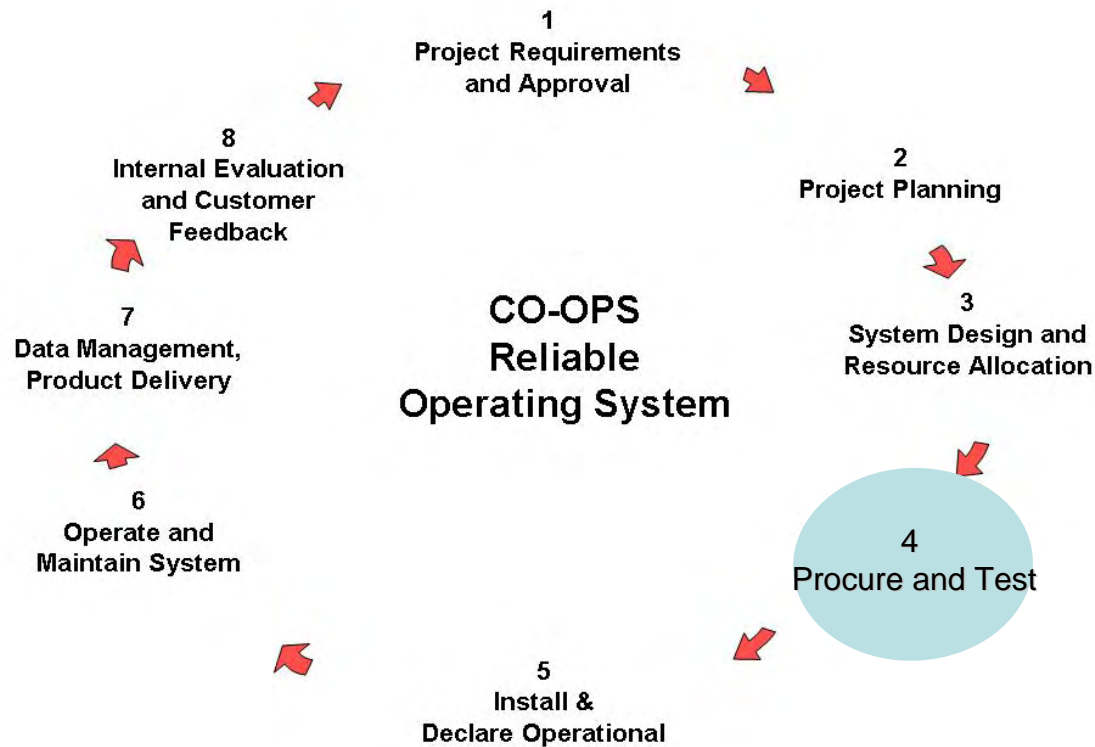 1
Project Requirements
and Approval
2
Project Planning
3
System Design and
Resource Allocation
4
Procure and Test
5
Install &
Declare Operational
6
Operate and
Maintain System
7
Data Management,
Product Delivery
8
Internal Evaluation
and Customer
Feedback
CO-OPS
Reliable
Operating System